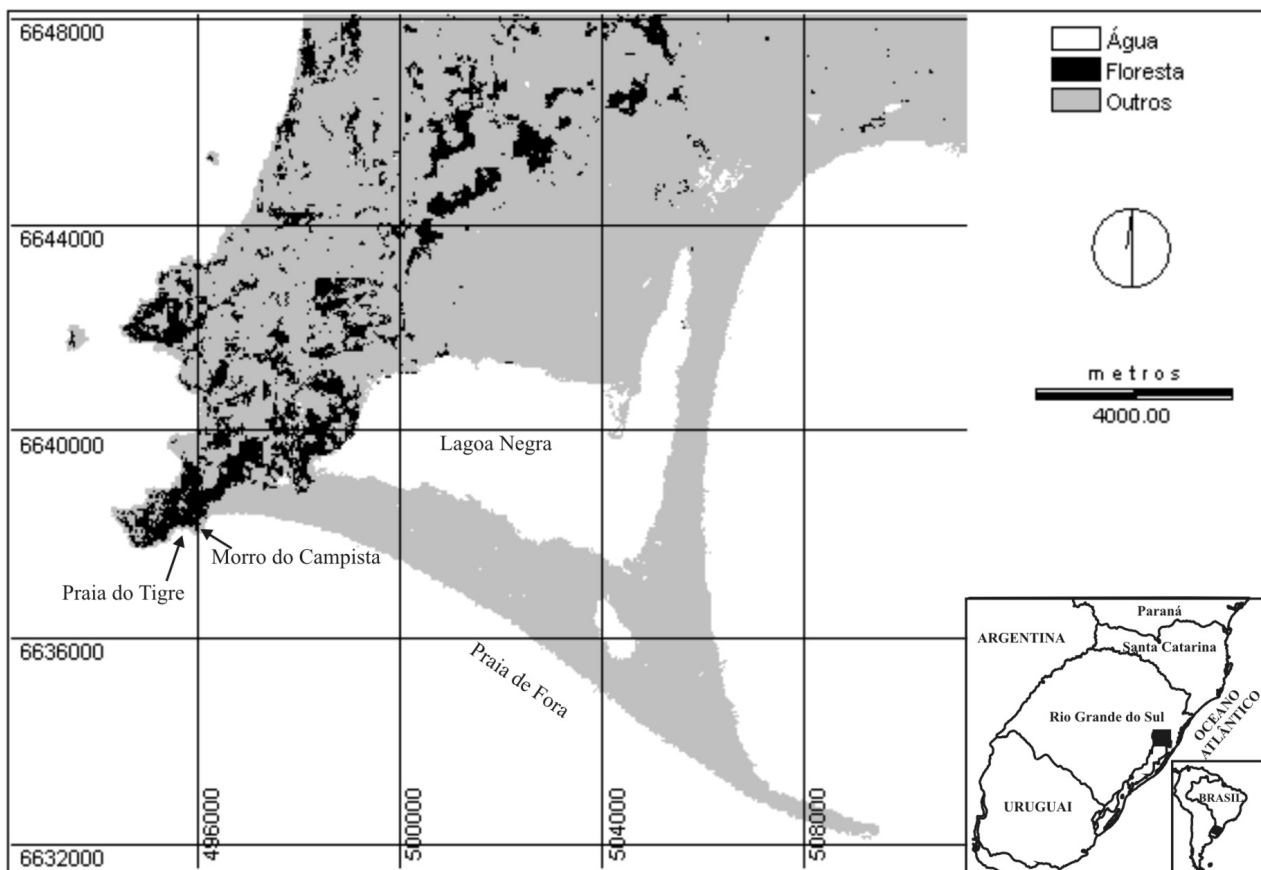 6648000
6644000
6640000
6636000
6632000
496000
500000
504000
508000
Lagoa Negra
Morro do Campista
Praia do Tigre
Praia de Fora
Água
Floresta
Outros
metros
4000.00
Paraná
ARGENTINA
Santa Catarina
Rio Grande do Sul
OCEANO
ATLÂNTICO
URUGUAI
BRASIL